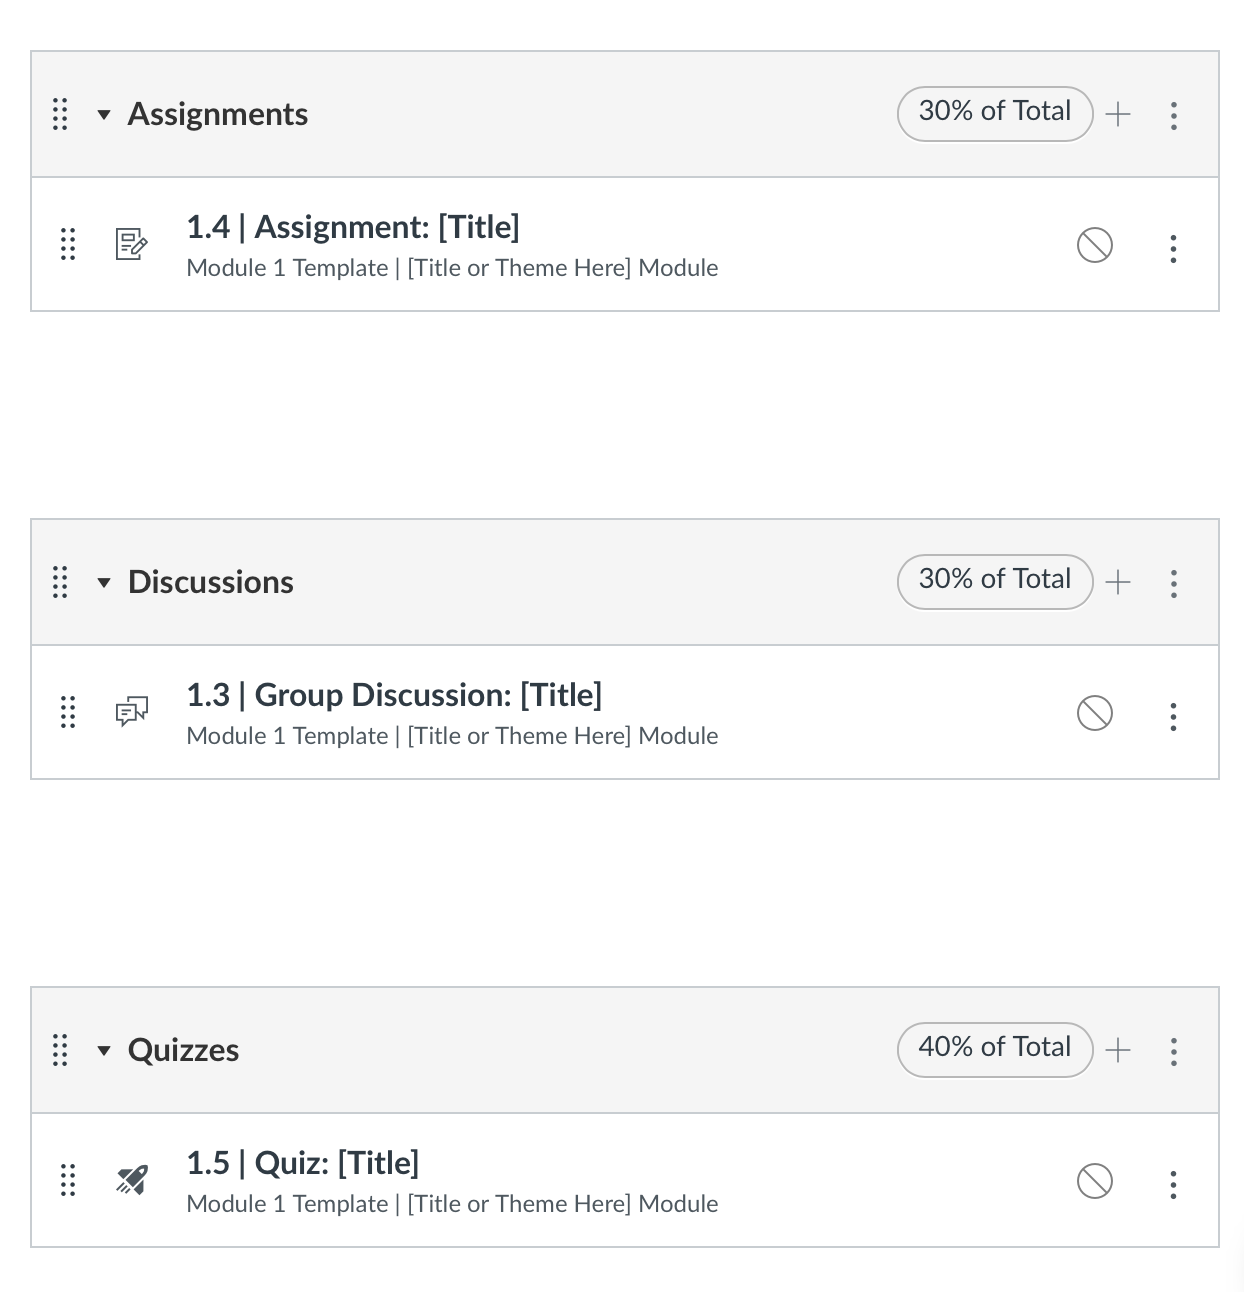 Assignments
30% of Total
1.4 | Assignment: [Title]
Module 1 Template | [Title or Theme Here] Module
Discussions
30% of Total
1.3 | Group Discussion: [Title]
Module 1 Template | [Title or Theme Here] Module
Quizzes
40% of Total
1.5 | Quiz: [Title]
Module 1 Template | [Title or Theme Here] Module